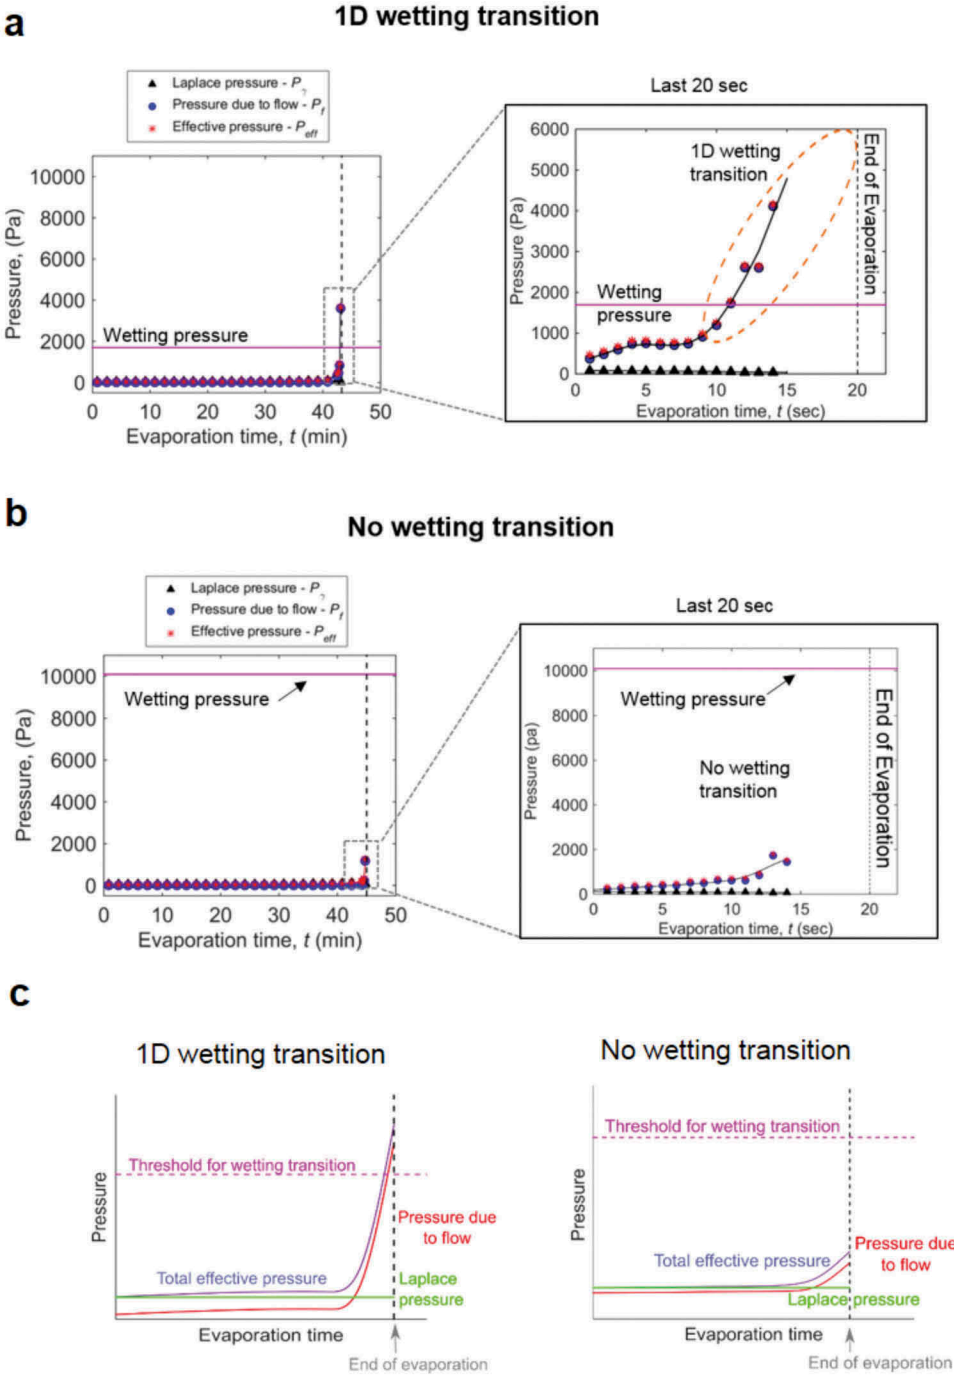 a
1D wetting transition
Laplace pressure - P?
Pressure due to flow - Pf
Effective pressure - Peff
Last 20 sec
10000
8000
6000
4000
2000
0
Pressure, (Pa)
Wetting pressure
0 10 20 30 40 50
Evaporation time, t (min)
6000
5000
4000
3000
2000
1000
0
Pressure (Pa)
1D wetting
transition
Wetting
pressure
End of Evaporation
0 5 10 15 20
Evaporation time, t (sec)
b
No wetting transition
Laplace pressure - P?
Pressure due to flow - Pf
Effective pressure - Peff
Last 20 sec
10000
8000
6000
4000
2000
0
Pressure, (Pa)
Wetting pressure
0 10 20 30 40 50
Evaporation time, t (min)
10000
8000
6000
4000
2000
0
Pressure (pa)
Wetting pressure
No wetting
transition
End of Evaporation
0 5 10 15 20
Evaporation time, t (sec)
c
1D wetting transition
Threshold for wetting transition
Pressure
Pressure due
to flow
Total effective pressure
Laplace
pressure
Evaporation time
End of evaporation
No wetting transition
Threshold for wetting transition
Pressure
Total effective pressure
Pressure due
to flow
Laplace pressure
Evaporation time
End of evaporation